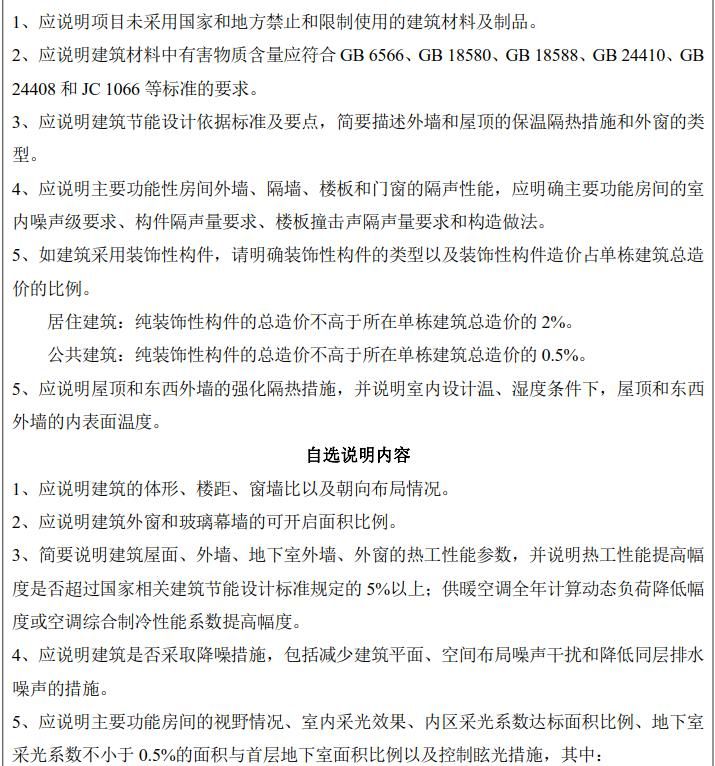 1、应说明项目未采用国家和地方禁止和限制使用的建筑材料及制品。
2、应说明建筑材料中有害物质含量应符合 GB 6566、GB 18580、GB 18588、GB 24410、GB
24408 和 JC 1066 等标准的要求。
3、应说明建筑节能设计依据标准及要点，简要描述外墙和屋顶的保温隔热措施和外窗的类
型。
4、应说明主要功能性房间外墙、隔墙、楼板和门窗的隔声性能，应明确主要功能房间的室
内噪声级要求、构件隔声量要求、楼板撞击声隔声量要求和构造做法。
5、如建筑采用装饰性构件，请明确装饰性构件的类型以及装饰性构件造价占单栋建筑总造
价的比例。
居住建筑：纯装饰性构件的总造价不高于所在单栋建筑总造价的 2%。
公共建筑：纯装饰性构件的总造价不高于所在单栋建筑总造价的 0.5%。
5、应说明屋顶和东西外墙的强化隔热措施，并说明室内设计温、湿度条件下，屋顶和东西
外墙的内表面温度。
自选说明内容
1、应说明建筑的体形、楼距、窗墙比以及朝向布局情况。
2、应说明建筑外窗和玻璃幕墙的可开启面积比例。
3、简要说明建筑屋面、外墙、地下室外墙、外窗的热工性能参数，并说明热工性能提高幅
度是否超过国家相关建筑节能设计标准规定的 5%以上；供暖空调全年计算动态负荷降低幅
度或空调综合制冷性能系数提高幅度。
4、应说明建筑是否采取降噪措施，包括减少建筑平面、空间布局噪声干扰和降低同层排水
噪声的措施。
5、应说明主要功能房间的视野情况、室内采光效果、内区采光系数达标面积比例、地下室
采光系数不小于 0.5%的面积与首层地下室面积比例以及控制眩光措施，其中：